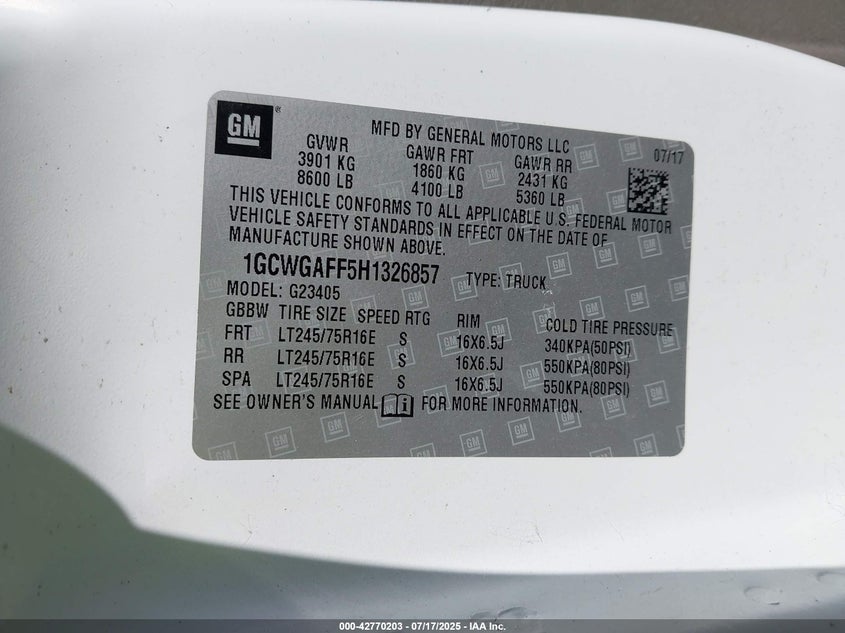 GM ®
MFD BY GENERAL MOTORS LLC
07/17
GVWR GAWR FRT GAWR RR
3901 KG 1860 KG 2431 KG
8600 LB 4100 LB 5360 LB
THIS VEHICLE CONFORMS TO ALL APPLICABLE U.S. FEDERAL MOTOR
VEHICLE SAFETY STANDARDS IN EFFECT ON THE DATE OF
MANUFACTURE SHOWN ABOVE.
1GCWGAFF5H1326857 TYPE: TRUCK
MODEL: G23405
GBBW TIRE SIZE SPEED RTG RIM COLD TIRE PRESSURE
FRT LT245/75R16E S 16X6.5J 340KPA(50PSI)
RR LT245/75R16E S 16X6.5J 550KPA(80PSI)
SPA LT245/75R16E S 16X6.5J 550KPA(80PSI)
SEE OWNER'S MANUAL FOR MORE INFORMATION.
000-42770203 - 07/17/2025 - IAA Inc.